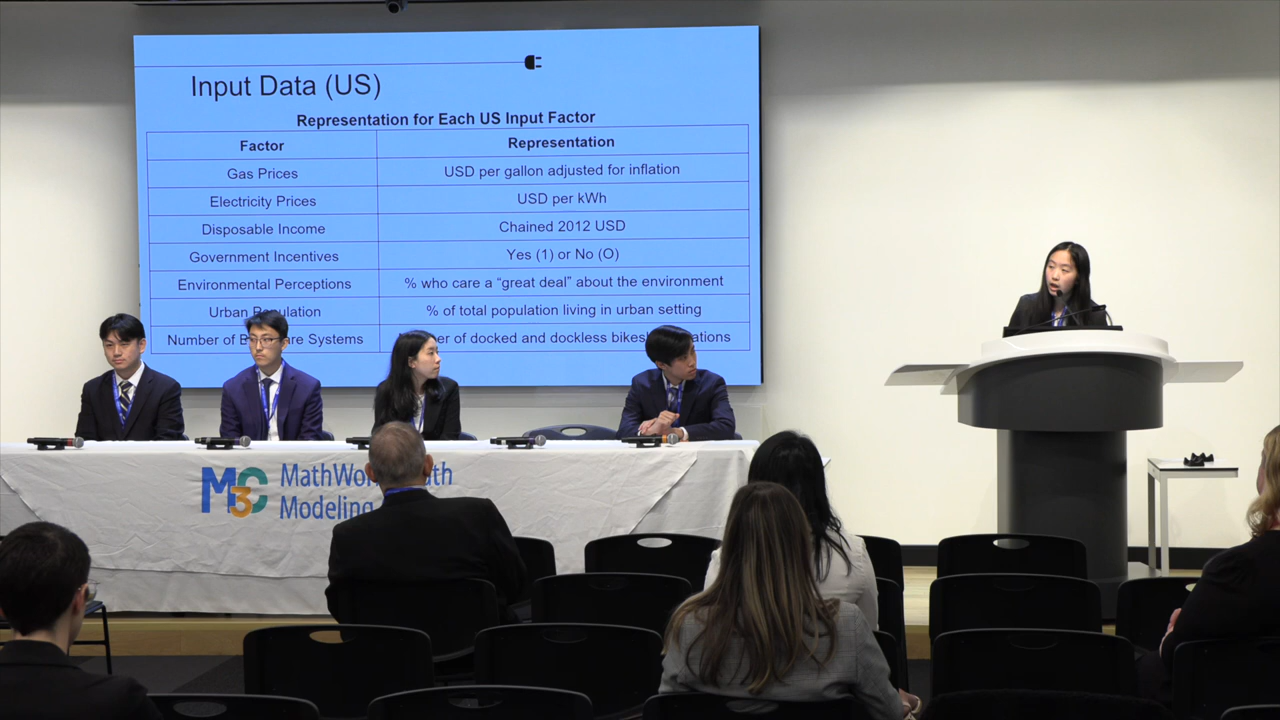 Input Data (US)
Representation for Each US Input Factor
Factor Representation
Gas Prices USD per gallon adjusted for inflation
Electricity Prices USD per kWh
Disposable Income Chained 2012 USD
Government Incentives Yes (1) or No (O)
Environmental Perceptions % who care a “great deal” about the environment
Urban % of total population living in urban setting
Number of Systems of docked and dockless
M3C
Modeling